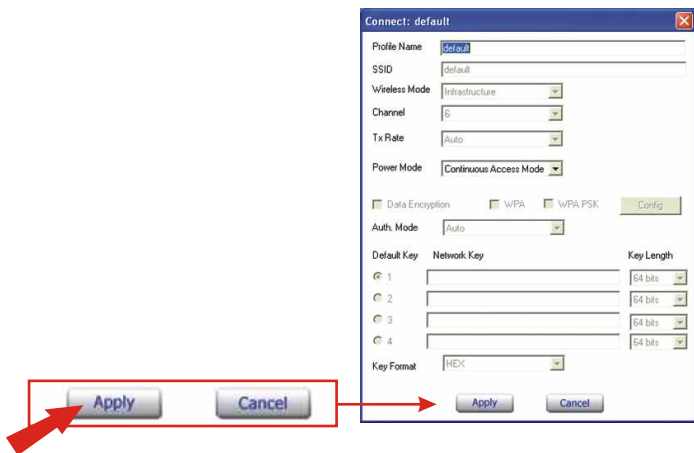 Connect: default
Profile Name default
SSID default
Wireless Mode Infrastructure
Channel 6
Tx Rate Auto
Power Mode Continuous Access Mode
Data Encryption WPA WPA PSK Config
Auth. Mode Auto
Default Key Network Key Key Length
1 64 bits
2 64 bits
3 64 bits
4 64 bits
Key Format HEX
Apply Cancel
Apply Cancel